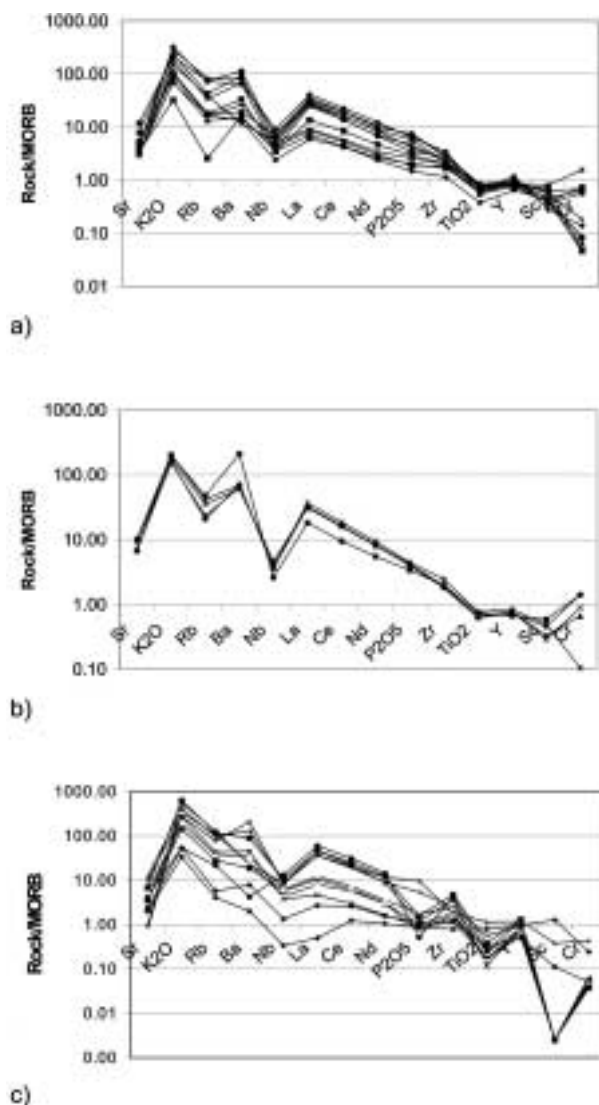 1000.00
100.00
10.00
1.00
0.10
0.01
Rock/MORB
Sr K2O Rb Ba Nb La Ce Nd P2O5 Zr TiO2 Y Sc
a)
1000.00
100.00
10.00
1.00
0.10
Rock/MORB
Sr K2O Rb Ba Nb La Ce Nd P2O5 Zr TiO2 Y Sc Cr
b)
1000.00
100.00
10.00
1.00
0.10
0.01
0.00
Rock/MORB
Sr K2O Rb Ba Nb La Ce Nd P2O5 Zr TiO2 Cr
c)